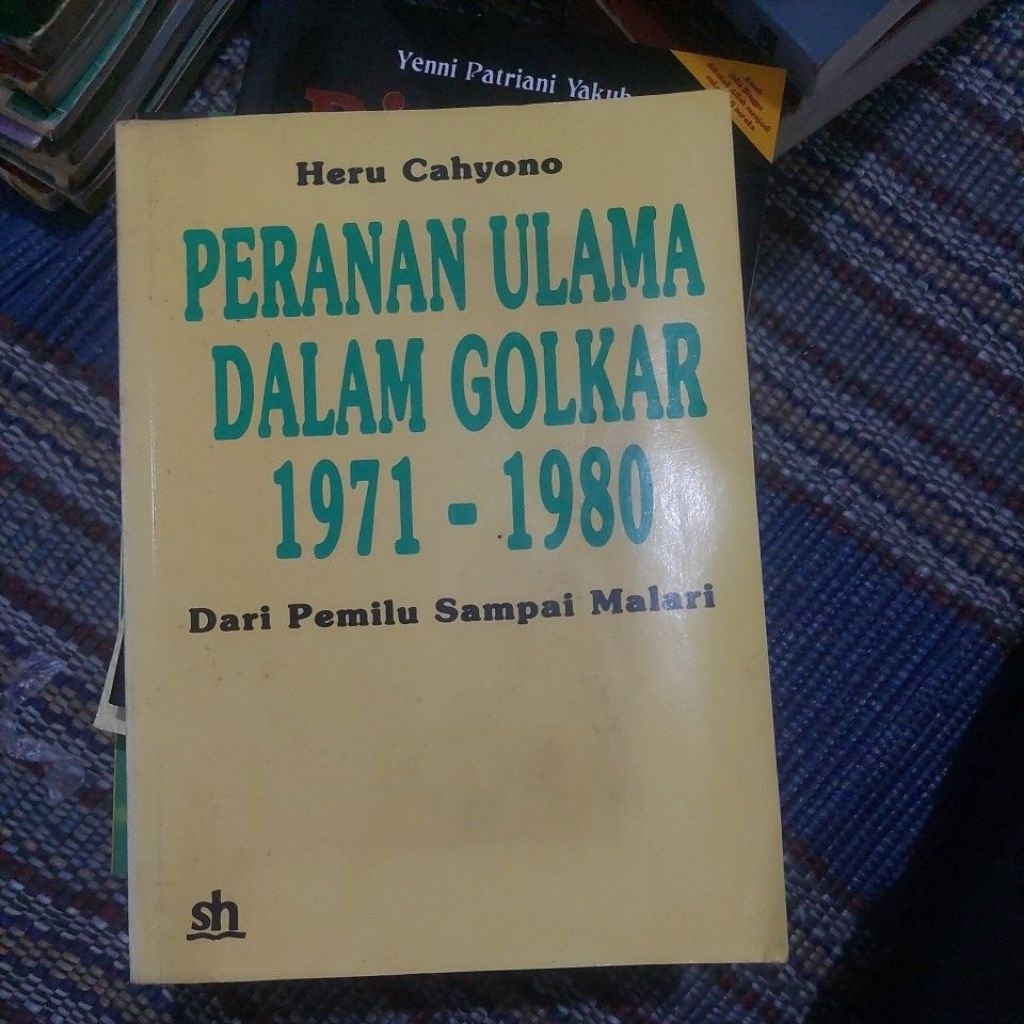 Yenni Patriani Yakub
Heru Cahyono
PERANAN ULAMA
DALAM GOLKAR
1971 - 1980
Dari Pemilu Sampai Malari
sh